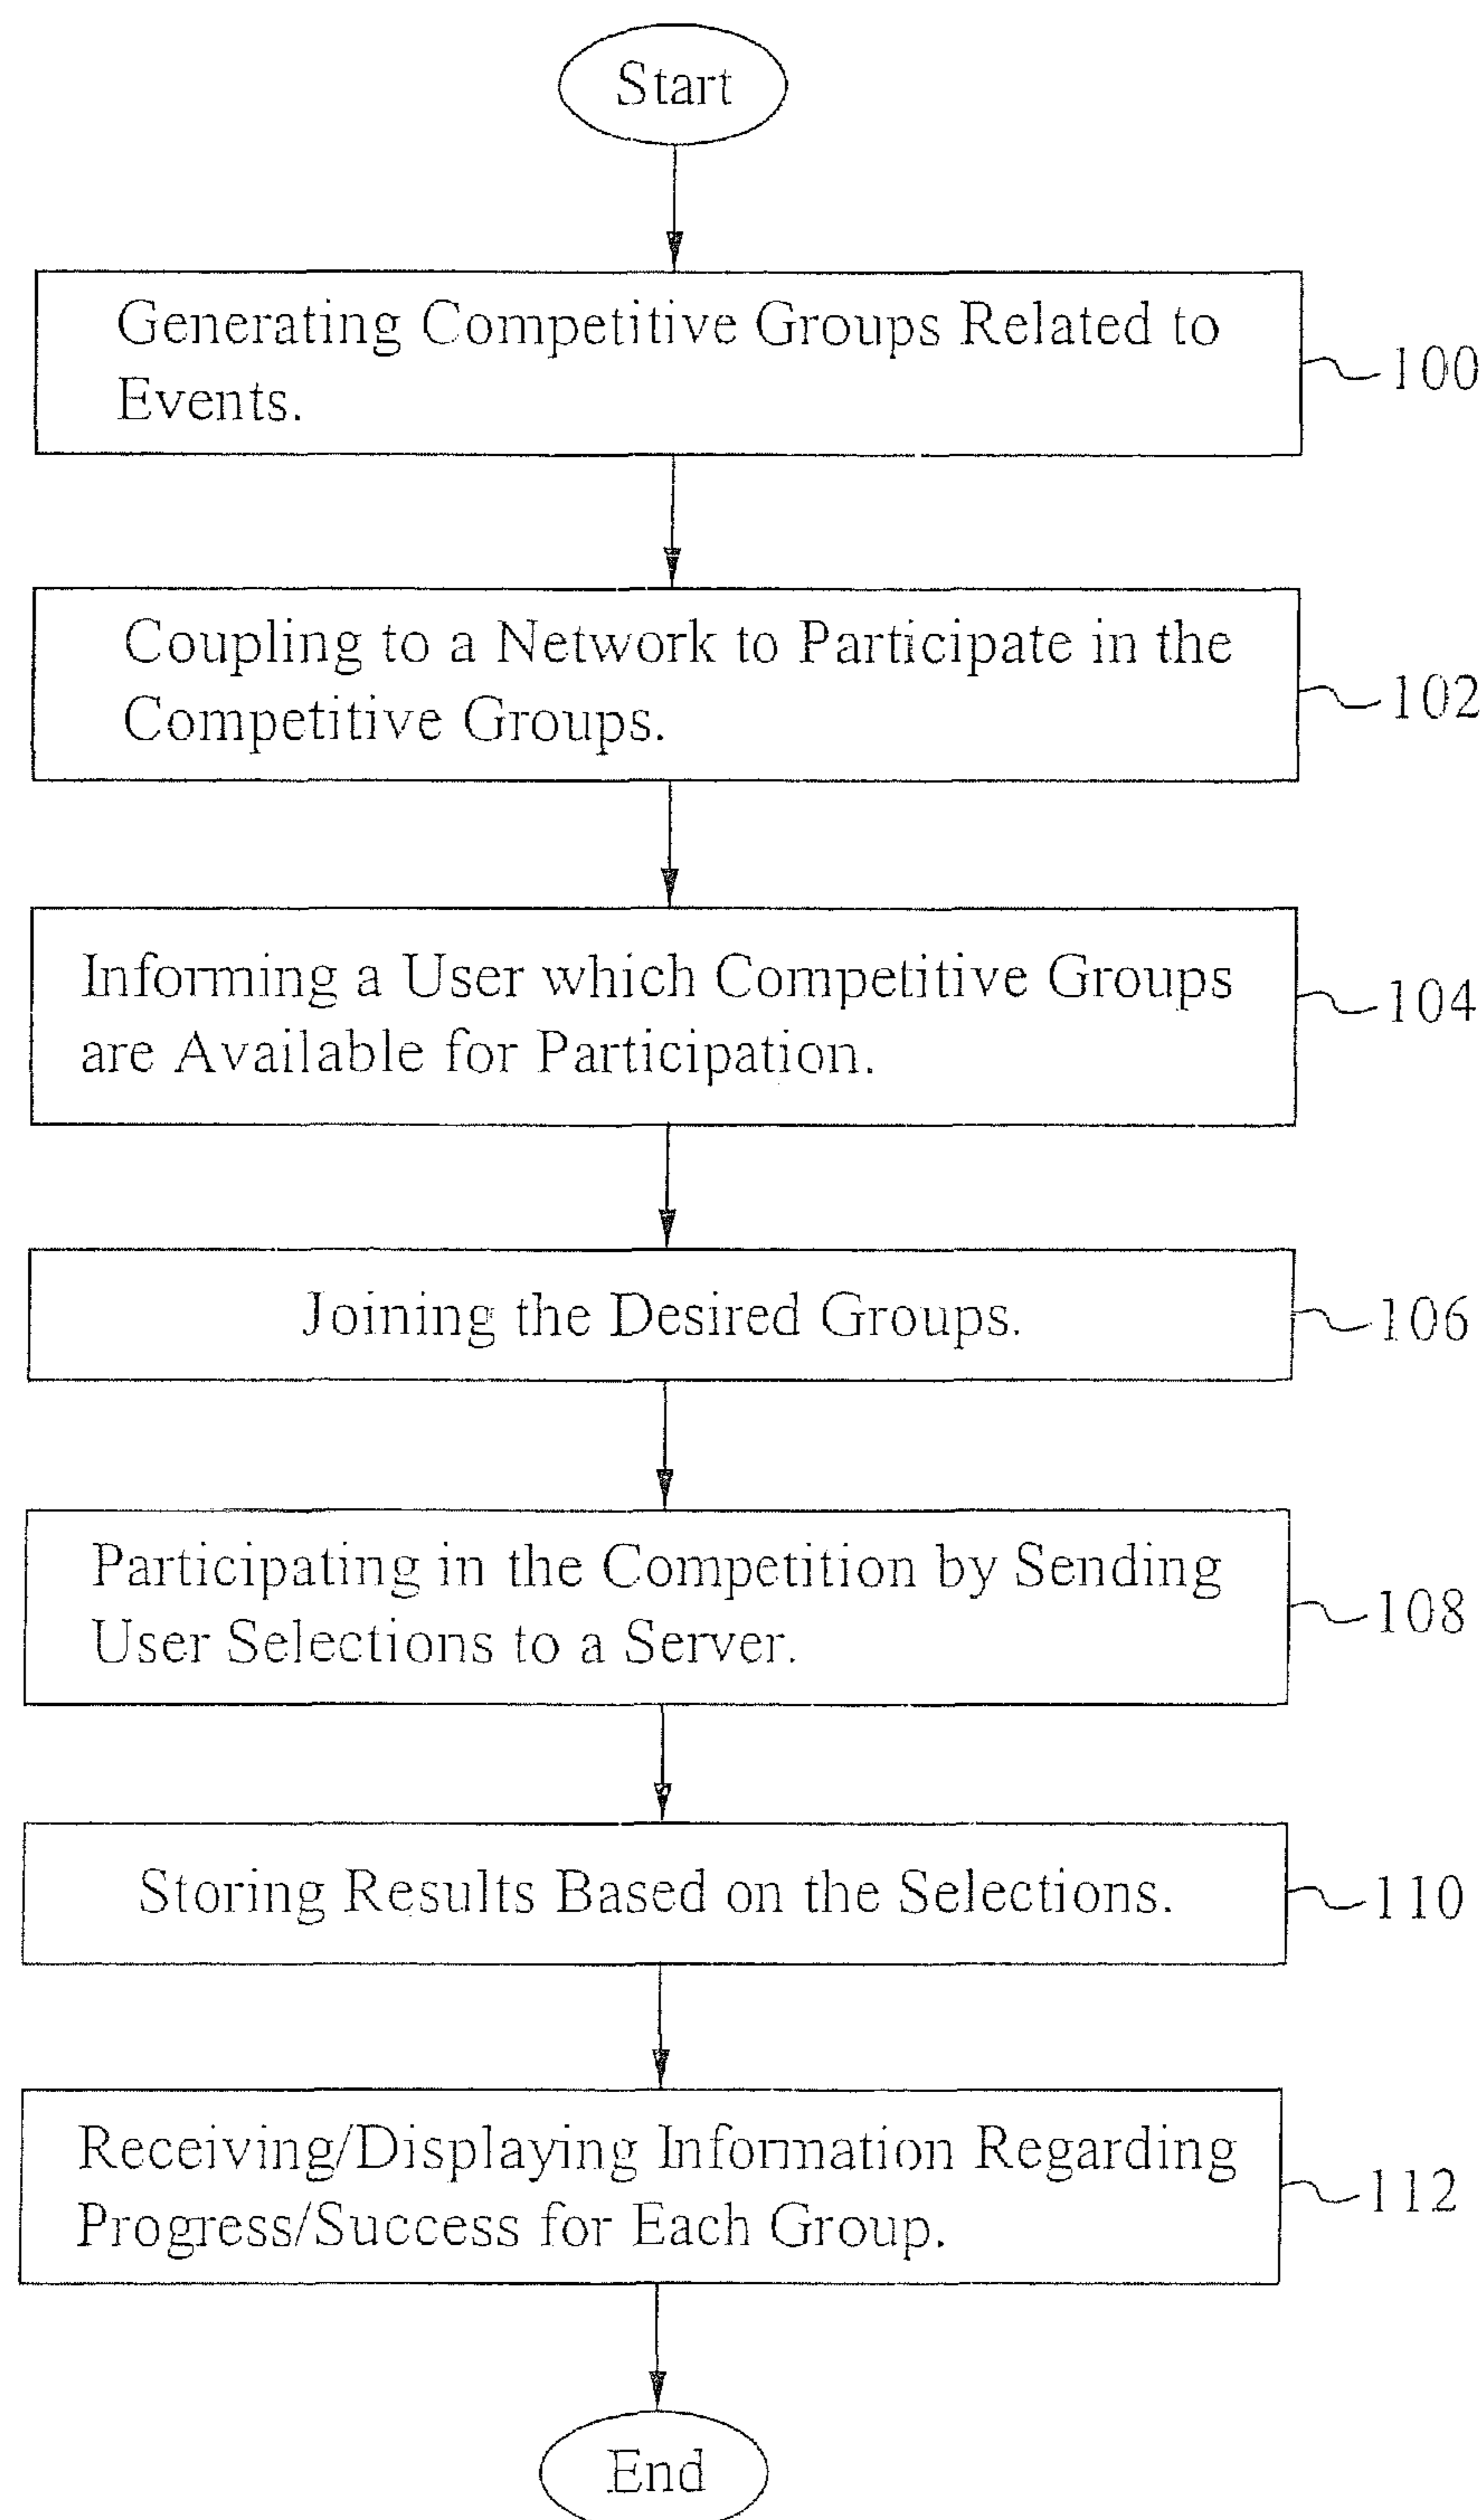 Start
Generating Competitive Groups Related to
Events.
100
Coupling to a Network to Participate in the
Competitive Groups.
102
Informing a User which Competitive Groups
are Available for Participation.
104
Joining the Desired Groups.
106
Participating in the Competition by Sending
User Selections to a Server.
108
Storing Results Based on the Selections.
110
Receiving/Displaying Information Regarding
Progress/Success for Each Group.
112
End